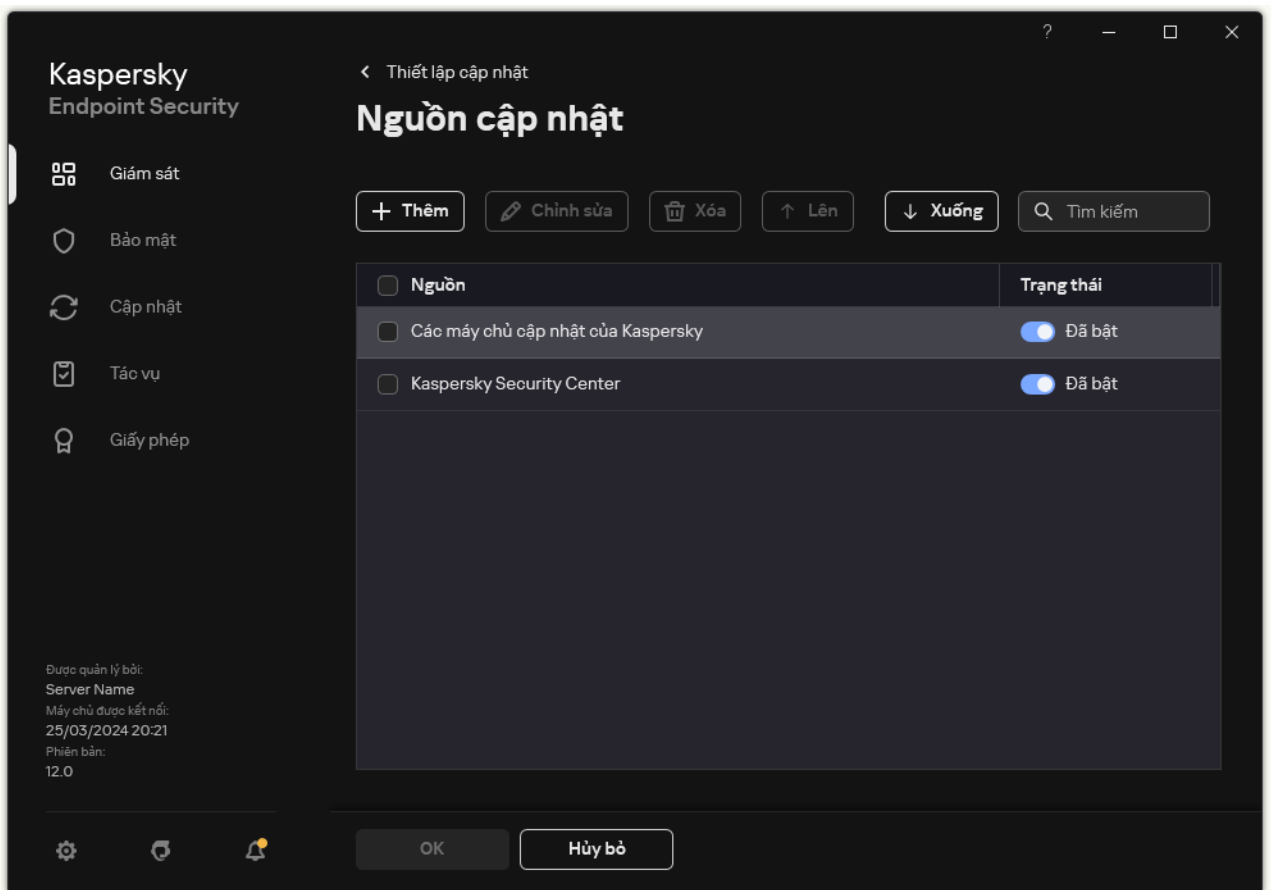 ?
Kaspersky
Endpoint Security
Giám sát
Bảo mật
Cập nhật
Tác vụ
Giấy phép
Được quản lý bởi:
Server Name
Máy chủ được kết nối:
25/03/2024 20:21
Phiên bản:
12.0
Thiết lập cập nhật
Nguồn cập nhật
Thêm Chỉnh sửa Xóa Lên Xuống Tìm kiếm
Nguồn Trạng thái
Các máy chủ cập nhật của Kaspersky Đã bật
Kaspersky Security Center Đã bật
OK Hủy bỏ